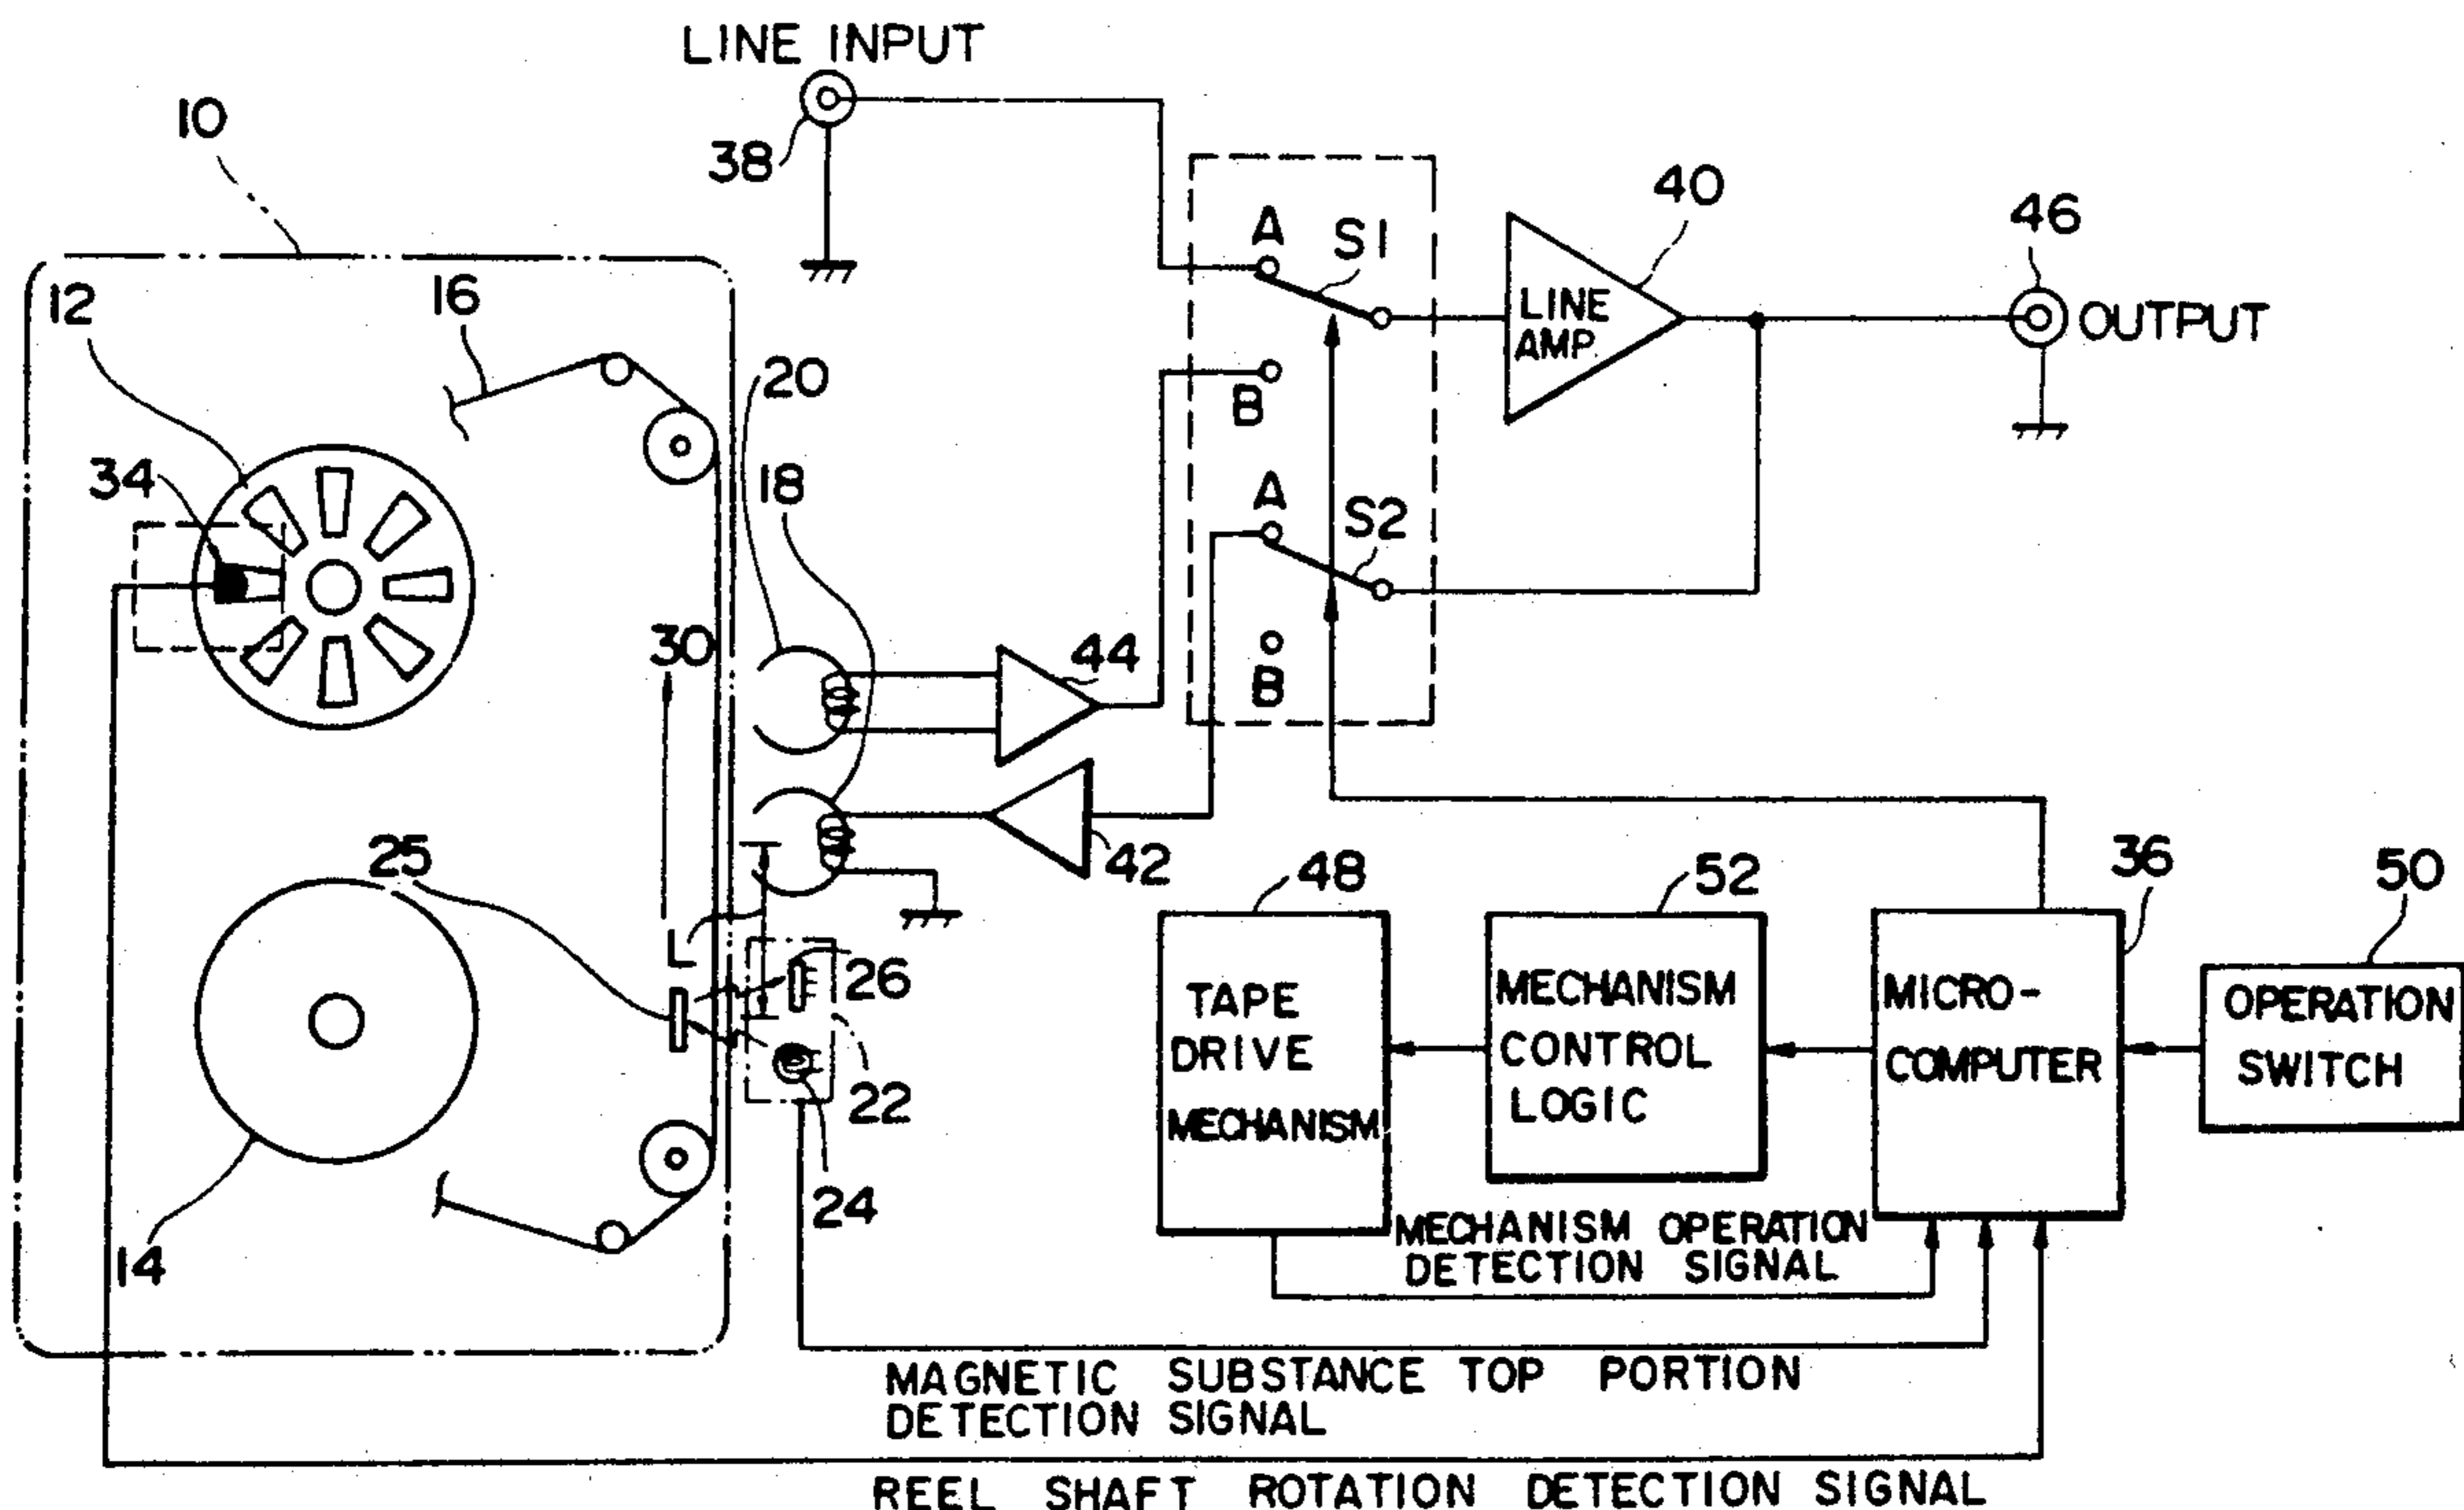 LINE INPUT
10
38
40
46
A
S1
LINE
AMP
OUTPUT
12
16
20
B
34
18
A
S2
30
44
B
25
42
48
52
36
50
L
26
TAPE
DRIVE
MECHANISM
MECHANISM
CONTROL
LOGIC
MICRO-
COMPUTER
OPERATION
SWITCH
22
24
14
MECHANISM OPERATION
DETECTION SIGNAL
MAGNETIC SUBSTANCE TOP PORTION
DETECTION SIGNAL
REEL SHAFT ROTATION DETECTION SIGNAL